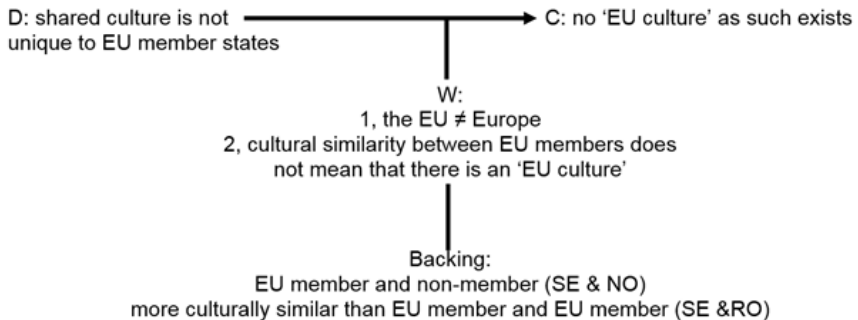 D: shared culture is not
unique to EU member states
C: no ‘EU culture’ as such exists
W:
1, the EU ≠ Europe
2, cultural similarity between EU members does
not mean that there is an ‘EU culture’
Backing:
EU member and non-member (SE & NO)
more culturally similar than EU member and EU member (SE &RO)